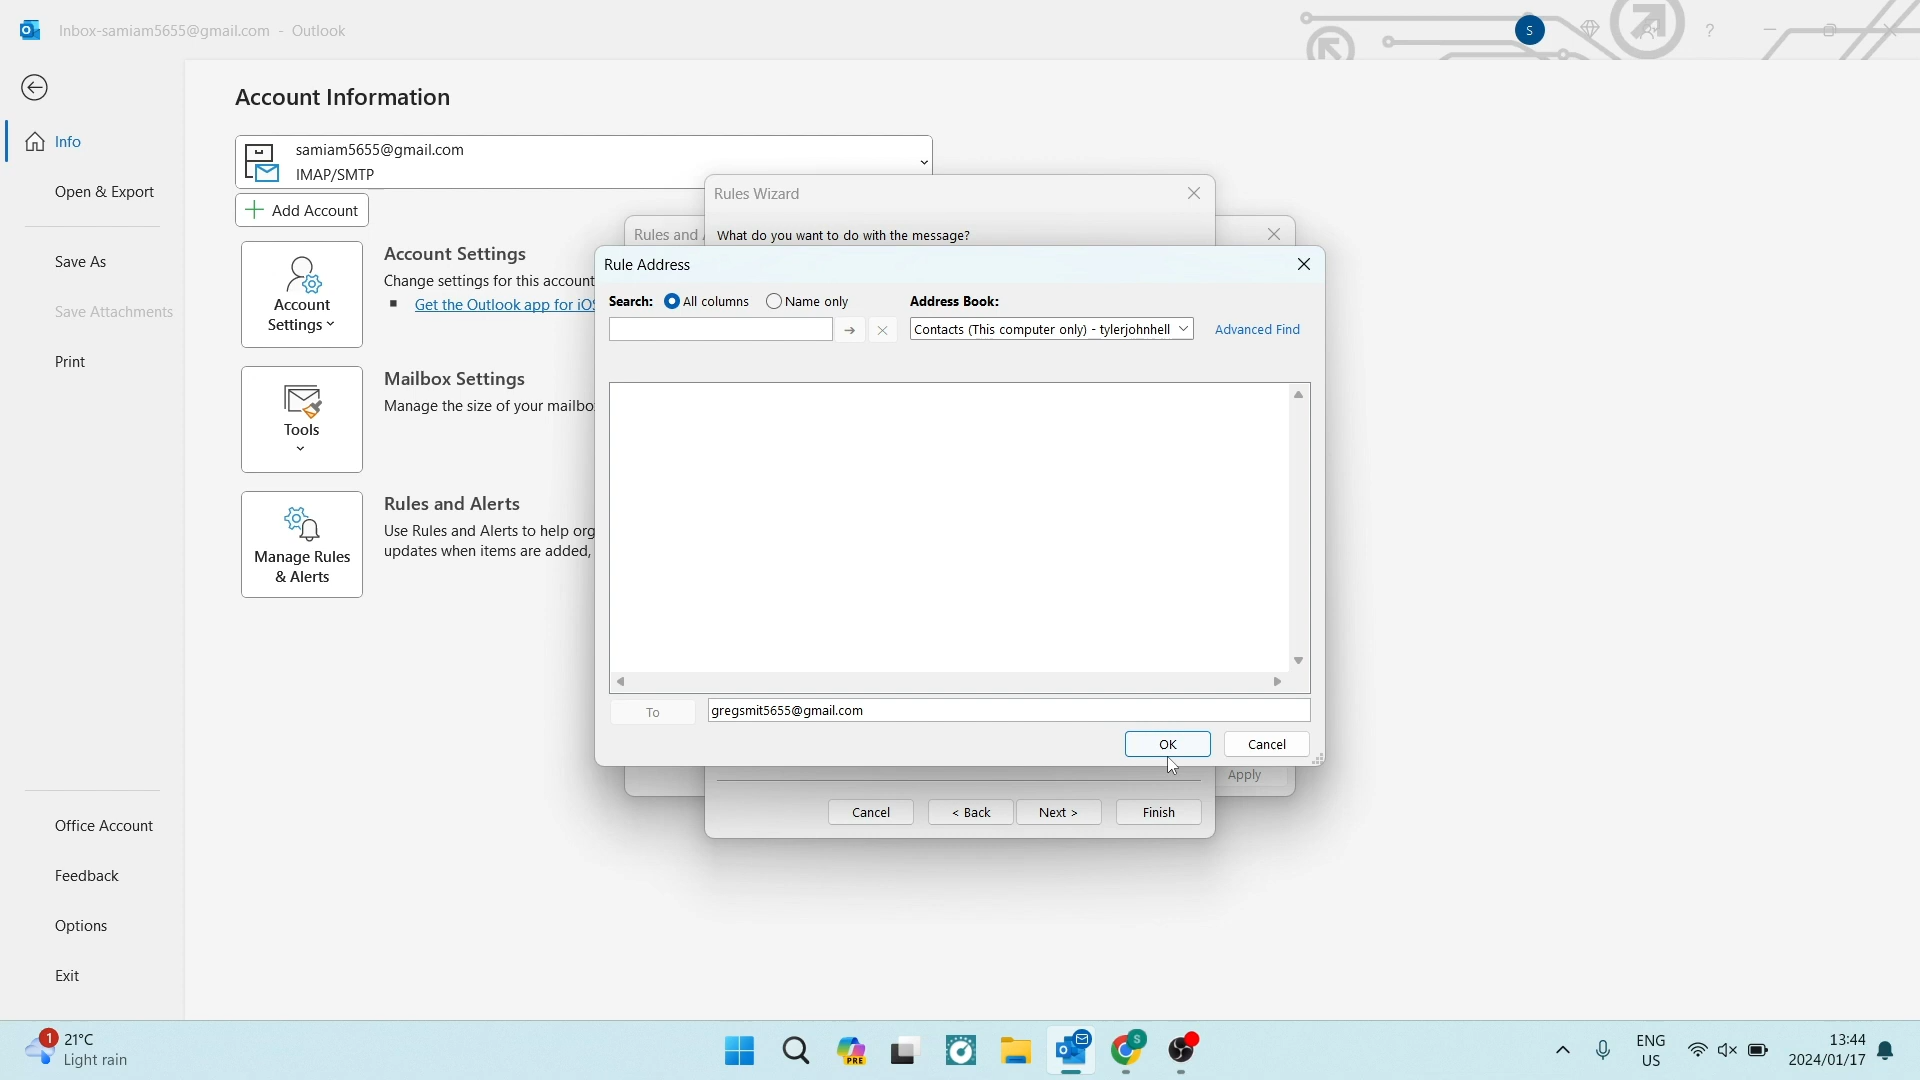 Inbox-samiam5655@gmail.com - Outlook
S
?
Account Information
Info
samiam5655@gmail.com
IMAP/SMTP
Open & Export
Add Account
Rules Wizard
Rules and
What do you want to do with the message?
Account Settings
Change settings for this account
Get the Outlook app for iOS
Account
Settings
Save As
Save Attachments
Print
Rule Address
Search:
All columns
Name only
Address Book:
Contacts (This computer only) - tylerjohnhell
Advanced Find
Mailbox Settings
Manage the size of your mailbo
Tools
Rules and Alerts
Use Rules and Alerts to help org
updates when items are added,
Manage Rules
& Alerts
To
gregsmit5655@gmail.com
OK
Cancel
Apply
Cancel
< Back
Next >
Finish
Office Account
Feedback
Options
Exit
1
21°C
Light rain
PRE
S
ENG
US
13:44
2024/01/17